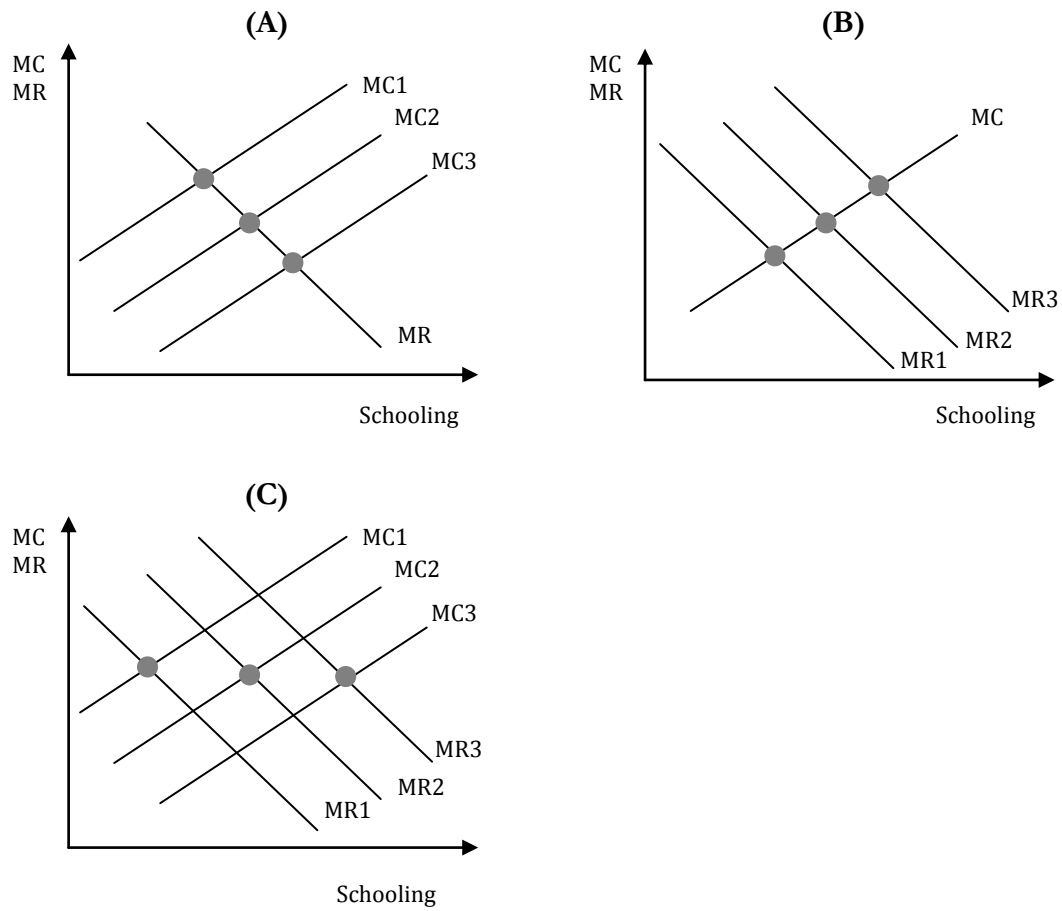 (A)
MC
MR
MC1
MC2
MC3
MR
Schooling
(B)
MC
MR
MC
MR3
MR2
MR1
Schooling
(C)
MC
MR
MC1
MC2
MC3
MR3
MR2
MR1
Schooling